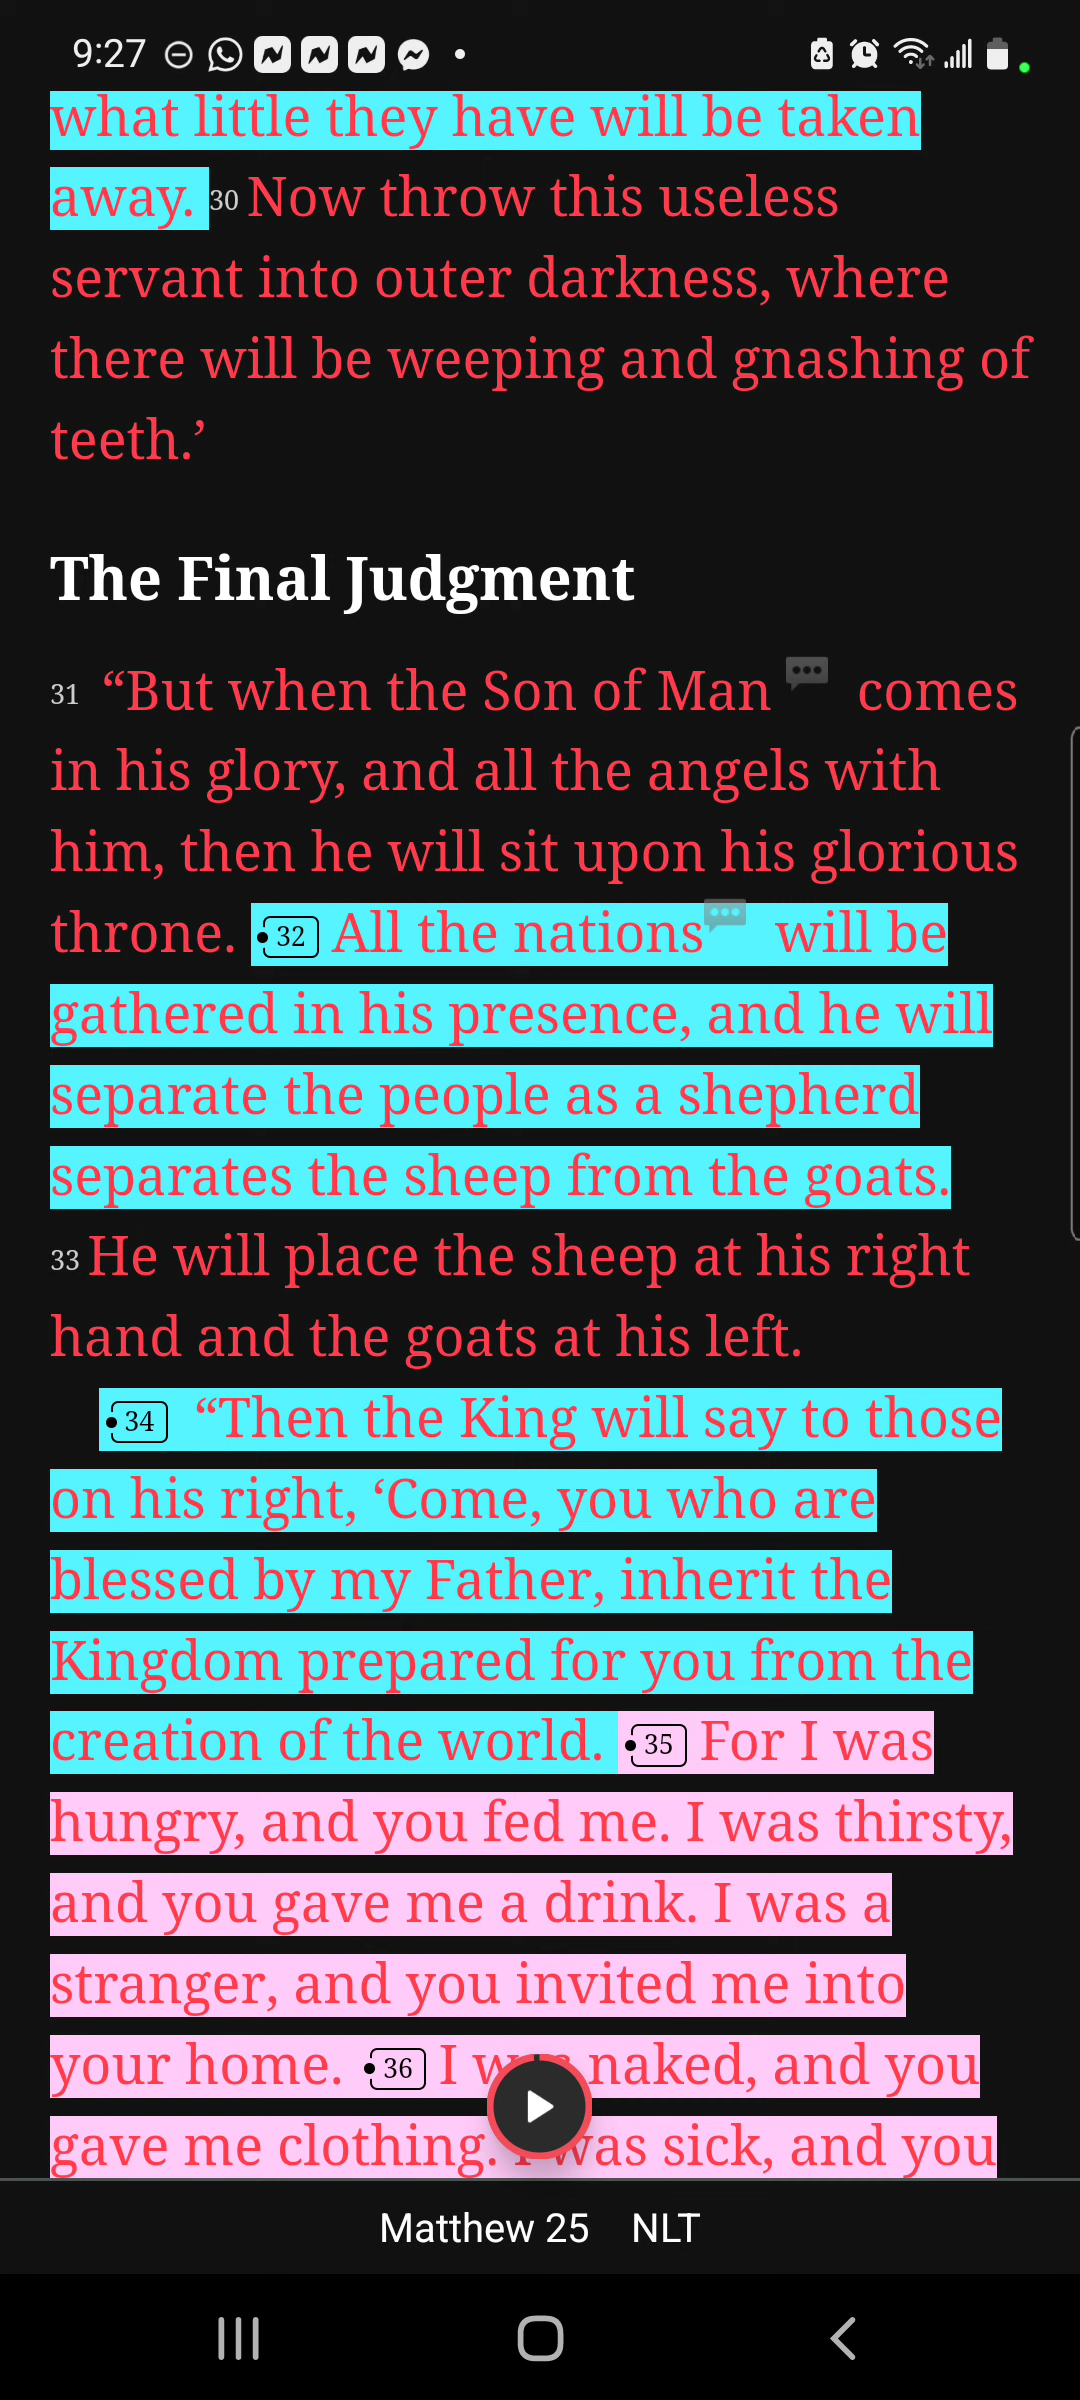 9:27
what little they have will be taken
away. 30 Now throw this useless
servant into outer darkness, where
there will be weeping and gnashing of
teeth.’
The Final Judgment
31 “But when the Son of Man comes
in his glory, and all the angels with
him, then he will sit upon his glorious
throne. 32 All the nations will be
gathered in his presence, and he will
separate the people as a shepherd
separates the sheep from the goats.
33 He will place the sheep at his right
hand and the goats at his left.
34 “Then the King will say to those
on his right, ‘Come, you who are
blessed by my Father, inherit the
Kingdom prepared for you from the
creation of the world. 35 For I was
hungry, and you fed me. I was thirsty,
and you gave me a drink. I was a
stranger, and you invited me into
your home. 36 I was naked, and you
gave me clothing. I was sick, and you
Matthew 25 NLT